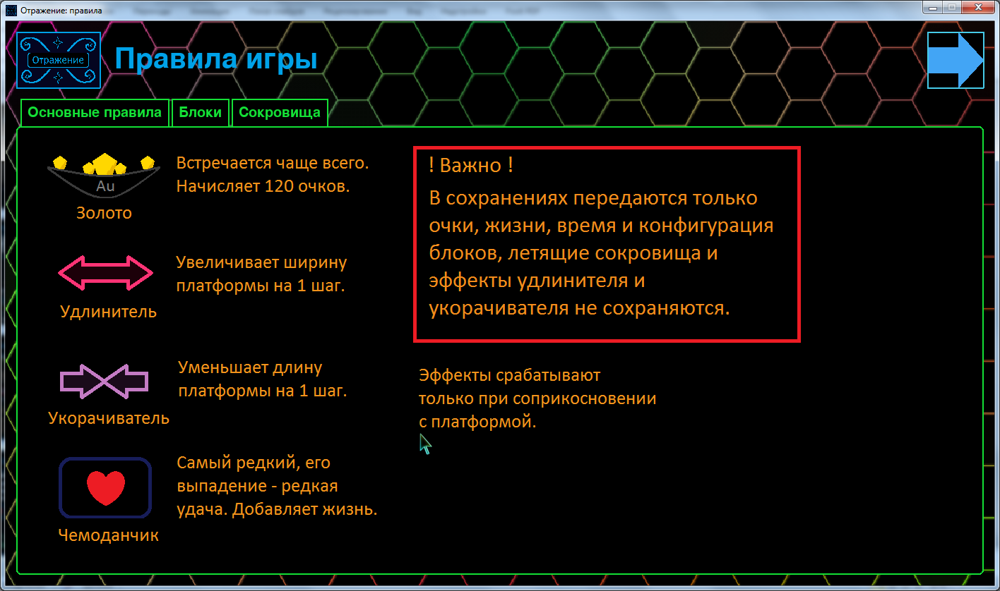 Отражение: правила
Отражение
Правила игры
Основные правила
Блоки
Сокровища
Au
Золото
Встречается чаще всего.
Начисляет 120 очков.
Удлинитель
Увеличивает ширину
платформы на 1 шаг.
Укорачиватель
Уменьшает длину
платформы на 1 шаг.
Чемоданчик
Самый редкий, его
выпадение - редкая
удача. Добавляет жизнь.
! Важно !
В сохранениях передаются только
очки, жизни, время и конфигурация
блоков, летящие сокровища и
эффекты удлинителя и
укорачивателя не сохраняются.
Эффекты срабатывают
только при соприкосновении
с платформой.